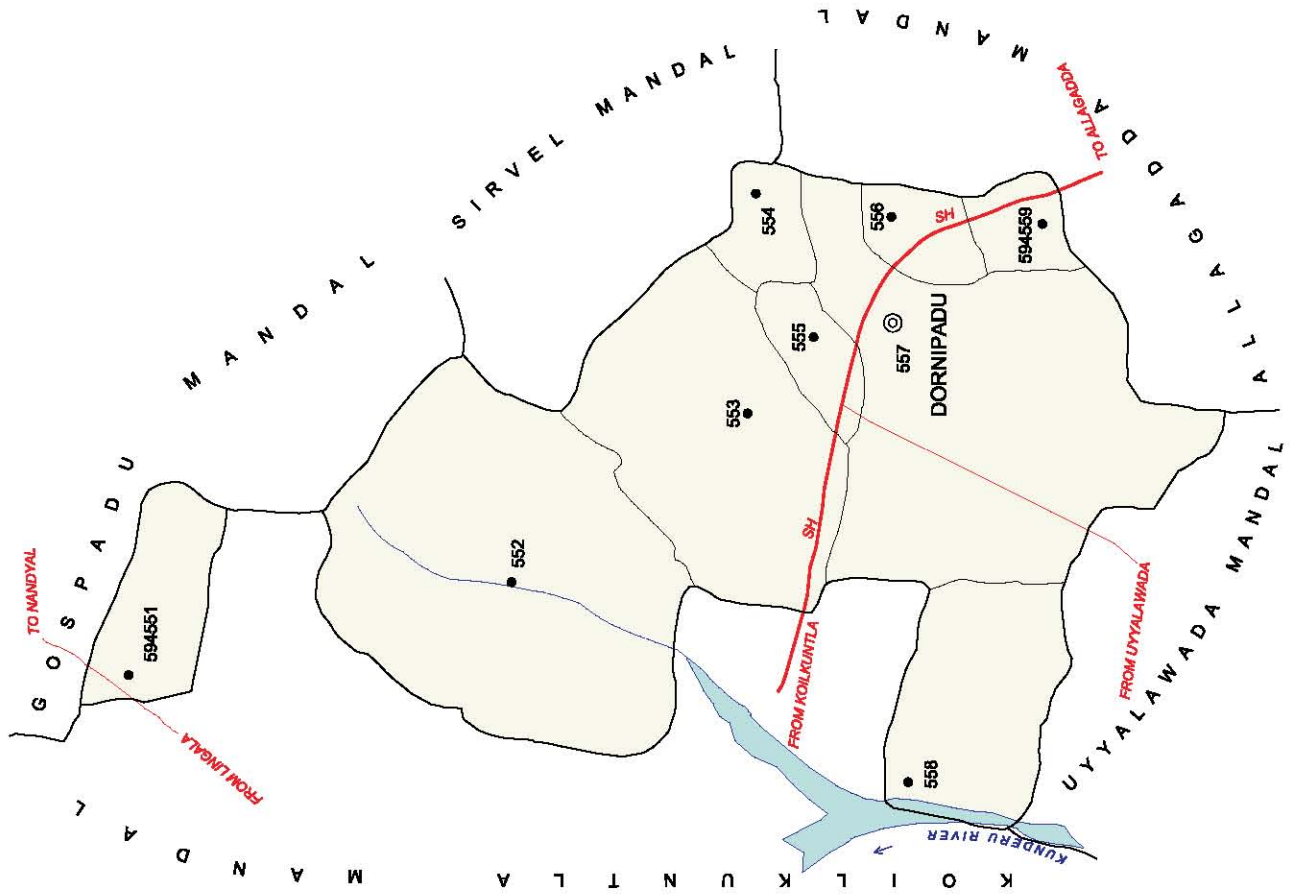 GOSPADU MANDAL
SIRVEL MANDAL
ALLAGADDA MANDAL
TO NANDYAL
594551
FROM LINGALA
552
553
554
555
556
SH
TO ALLAGADDA
594559
557
DORNIPADU
SH
FROM KOILKUNTLA
558
FROM UYYALAWADA
UYYALAWADA MANDAL
KUNDERU RIVER
KOILKUNTLA MANDAL